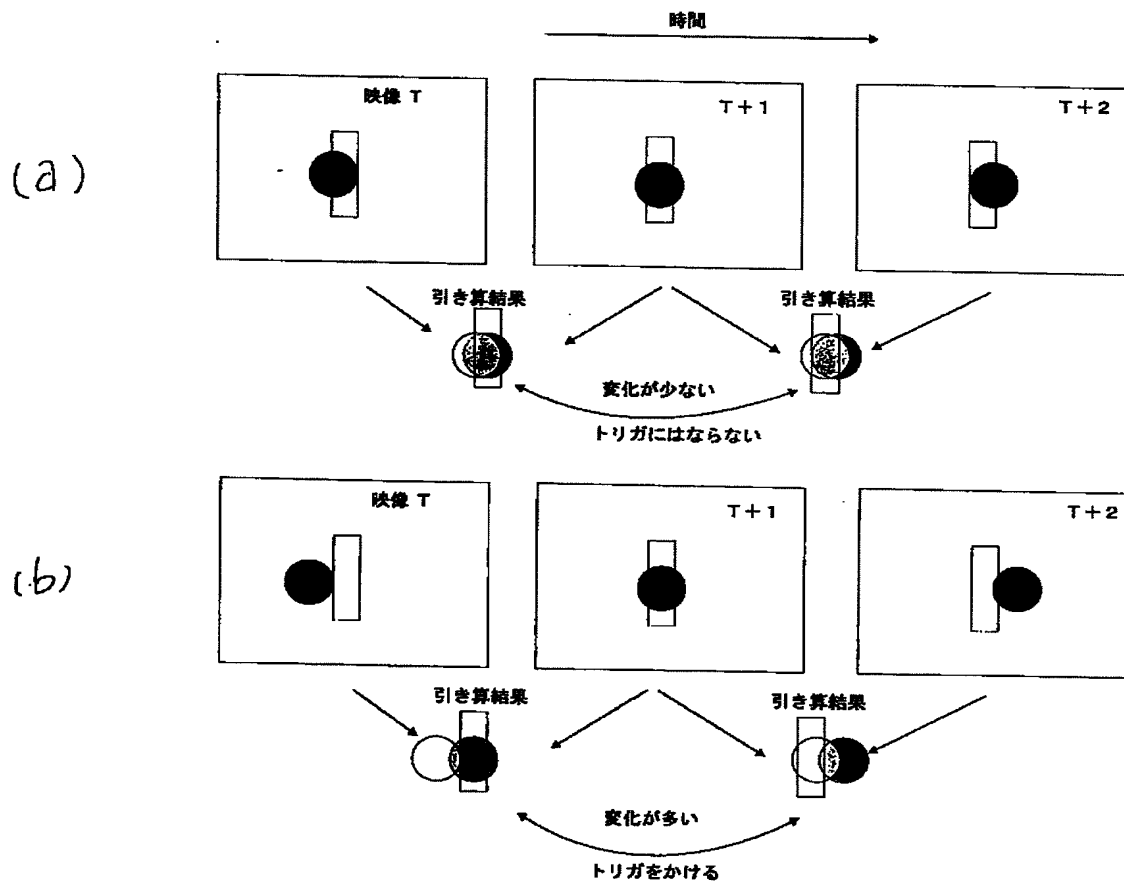 時間
映像 T
T+1
T+2
(a)
引き算結果
引き算結果
変化が少ない
トリガにはならない
映像 T
T+1
T+2
(b)
引き算結果
引き算結果
変化が多い
トリガをかける